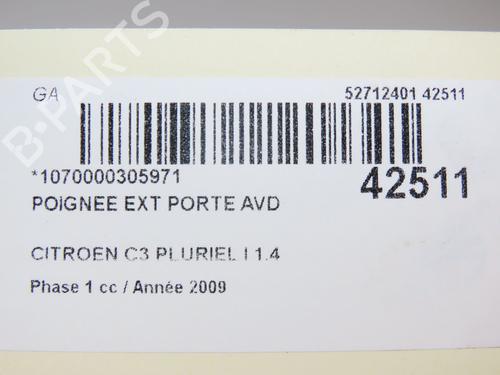 B-PARTS
GA
52712401 42511
*1070000305971
42511
POIGNEE EXT PORTE AVD
CITROEN C3 PLURIEL I 1.4
Phase 1 cc / Année 2009